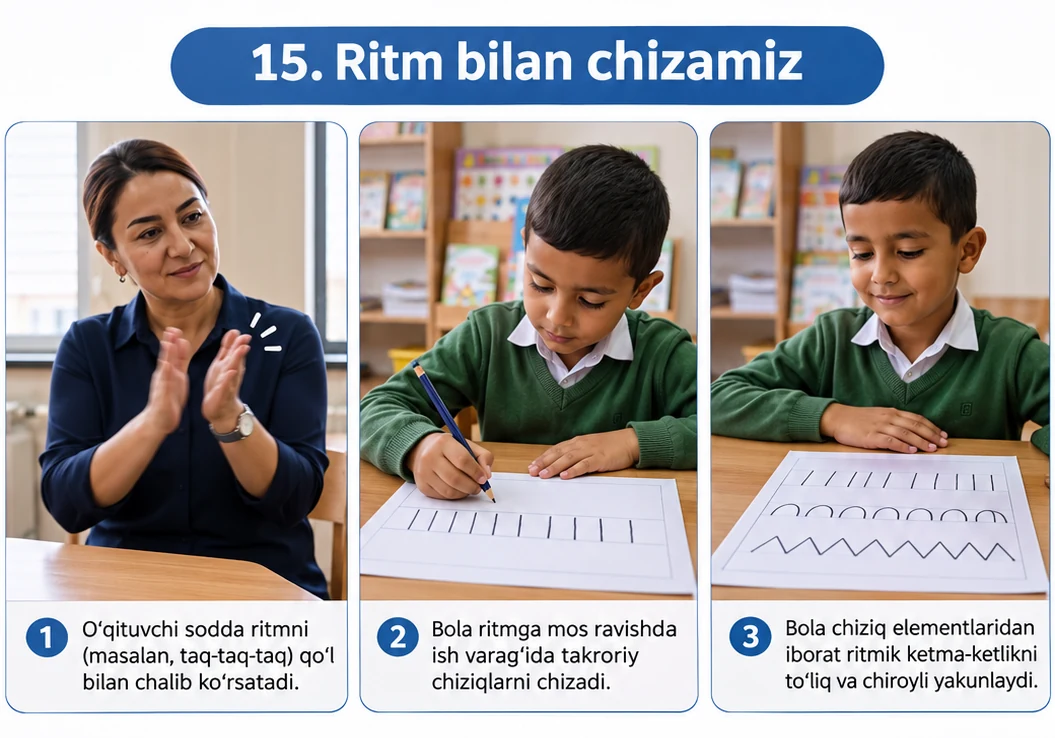 15. Ritm bilan chizamiz
1
O‘qituvchi sodda ritmni
(masalan, taq-taq-taq) qo‘l
bilan chalib ko‘rsatadi.
2
Bola ritmga mos ravishda
ish varag‘ida takroriy
chiziqlarni chizadi.
3
Bola chiziq elementlaridan
iborat ritmik ketma-ketlikni
to‘liq va chiroyli yakunlaydi.